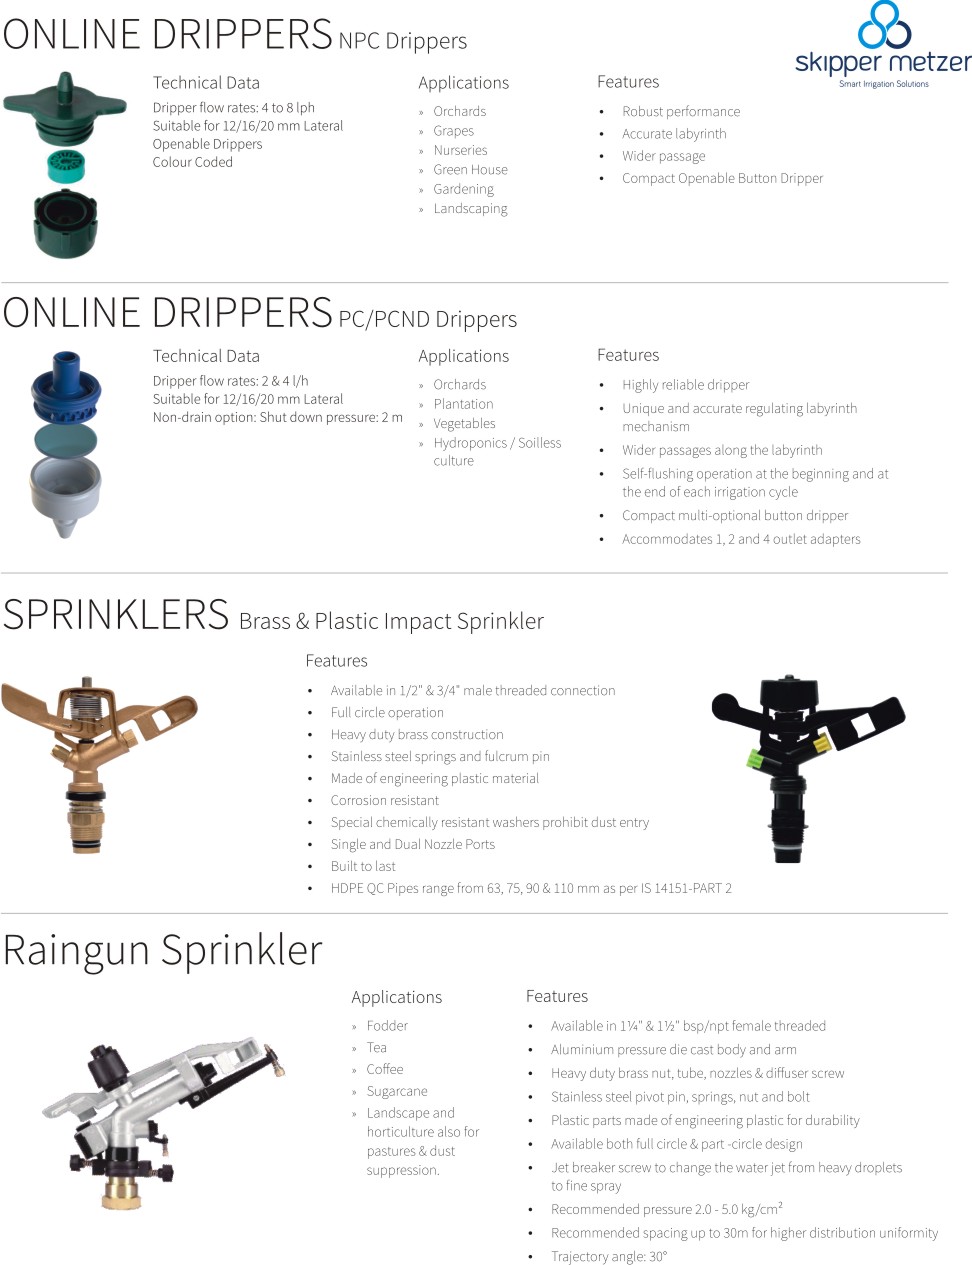 ONLINE DRIPPERS NPC Drippers
skipper metzer
Smart Irrigation Solutions
Technical Data
Dripper flow rates: 4 to 8 lph
Suitable for 12/16/20 mm Lateral
Openable Drippers
Colour Coded
Applications
» Orchards
» Grapes
» Nurseries
» Green House
» Gardening
» Landscaping
Features
• Robust performance
• Accurate labyrinth
• Wider passage
• Compact Openable Button Dripper
ONLINE DRIPPERS PC/PCND Drippers
Technical Data
Dripper flow rates: 2 & 4 l/h
Suitable for 12/16/20 mm Lateral
Non-drain option: Shut down pressure: 2 m
Applications
» Orchards
» Plantation
» Vegetables
» Hydroponics / Soilless
culture
Features
• Highly reliable dripper
• Unique and accurate regulating labyrinth
mechanism
• Wider passages along the labyrinth
• Self-flushing operation at the beginning and at
the end of each irrigation cycle
• Compact multi-optional button dripper
• Accommodates 1, 2 and 4 outlet adapters
SPRINKLERS Brass & Plastic Impact Sprinkler
Features
• Available in 1/2" & 3/4" male threaded connection
• Full circle operation
• Heavy duty brass construction
• Stainless steel springs and fulcrum pin
• Made of engineering plastic material
• Corrosion resistant
• Special chemically resistant washers prohibit dust entry
• Single and Dual Nozzle Ports
• Built to last
• HDPE QC Pipes range from 63, 75, 90 & 110 mm as per IS 14151-PART 2
Raingun Sprinkler
Applications
» Fodder
» Tea
» Coffee
» Sugarcane
» Landscape and
horticulture also for
pastures & dust
suppression.
Features
• Available in 1¼" & 1½" bsp/npt female threaded
• Aluminium pressure die cast body and arm
• Heavy duty brass nut, tube, nozzles & diffuser screw
• Stainless steel pivot pin, springs, nut and bolt
• Plastic parts made of engineering plastic for durability
• Available both full circle & part -circle design
• Jet breaker screw to change the water jet from heavy droplets
to fine spray
• Recommended pressure 2.0 - 5.0 kg/cm²
• Recommended spacing up to 30m for higher distribution uniformity
• Trajectory angle: 30°